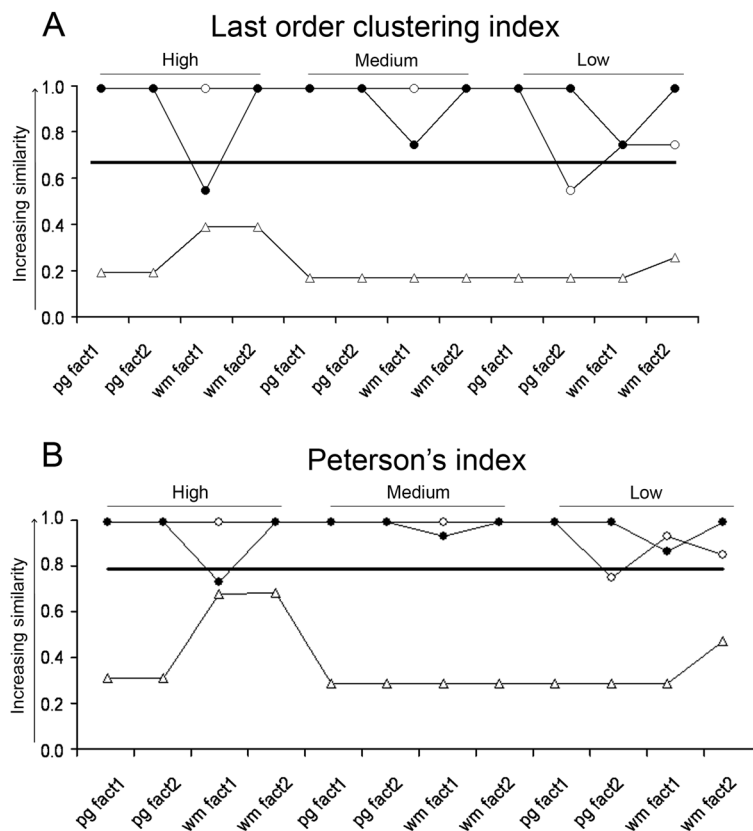 A
Last order clustering index
High Medium Low
Increasing similarity
1.0
0.8
0.6
0.4
0.2
0.0
pg fact1 pg fact2 wm fact1 wm fact2 pg fact1 pg fact2 wm fact1 wm fact2 pg fact1 pg fact2 wm fact1 wm fact2
B
Peterson's index
High Medium Low
Increasing similarity
1.0
0.8
0.6
0.4
0.2
0.0
pg fact1 pg fact2 wm fact1 wm fact2 pg fact1 pg fact2 wm fact1 wm fact2 pg fact1 pg fact2 wm fact1 wm fact2